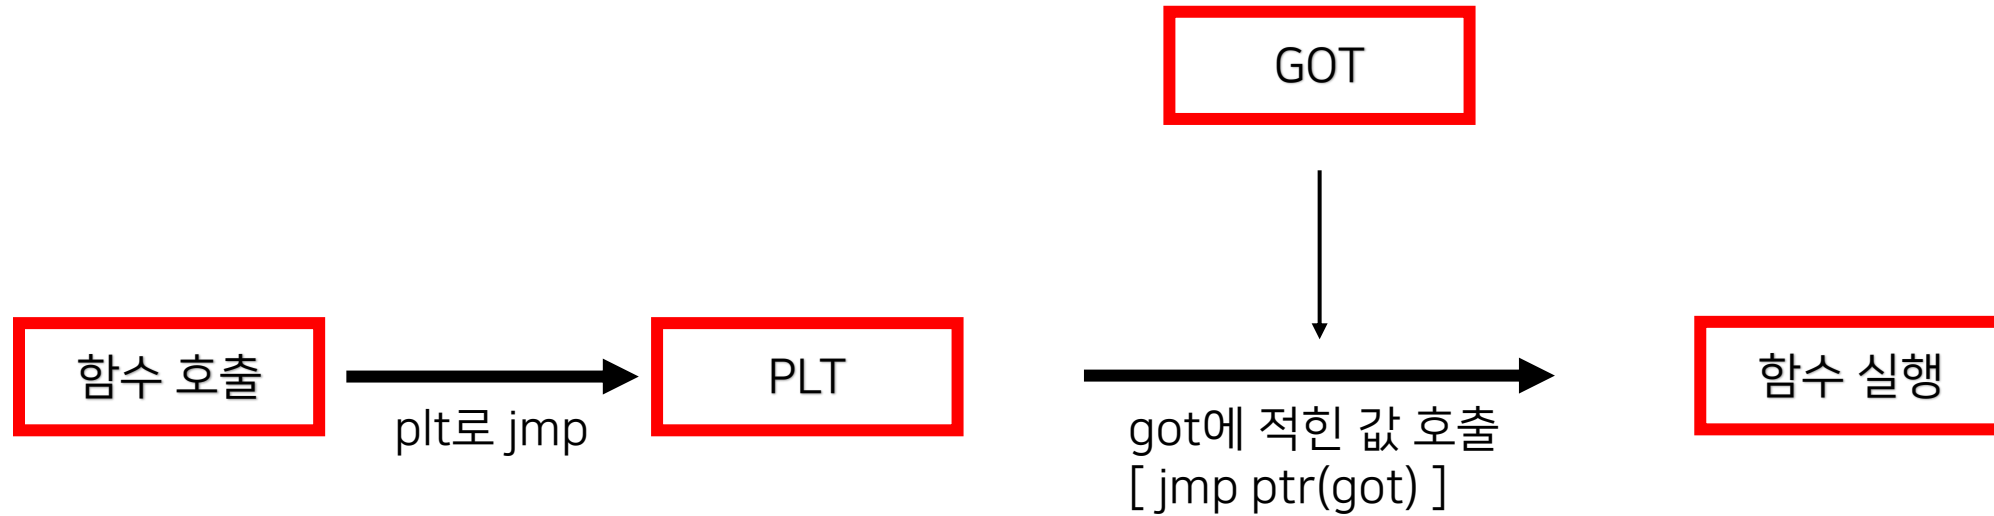 GOT
함수 호출
plt로 jmp
PLT
got에 적힌 값 호출
[ jmp ptr(got) ]
함수 실행